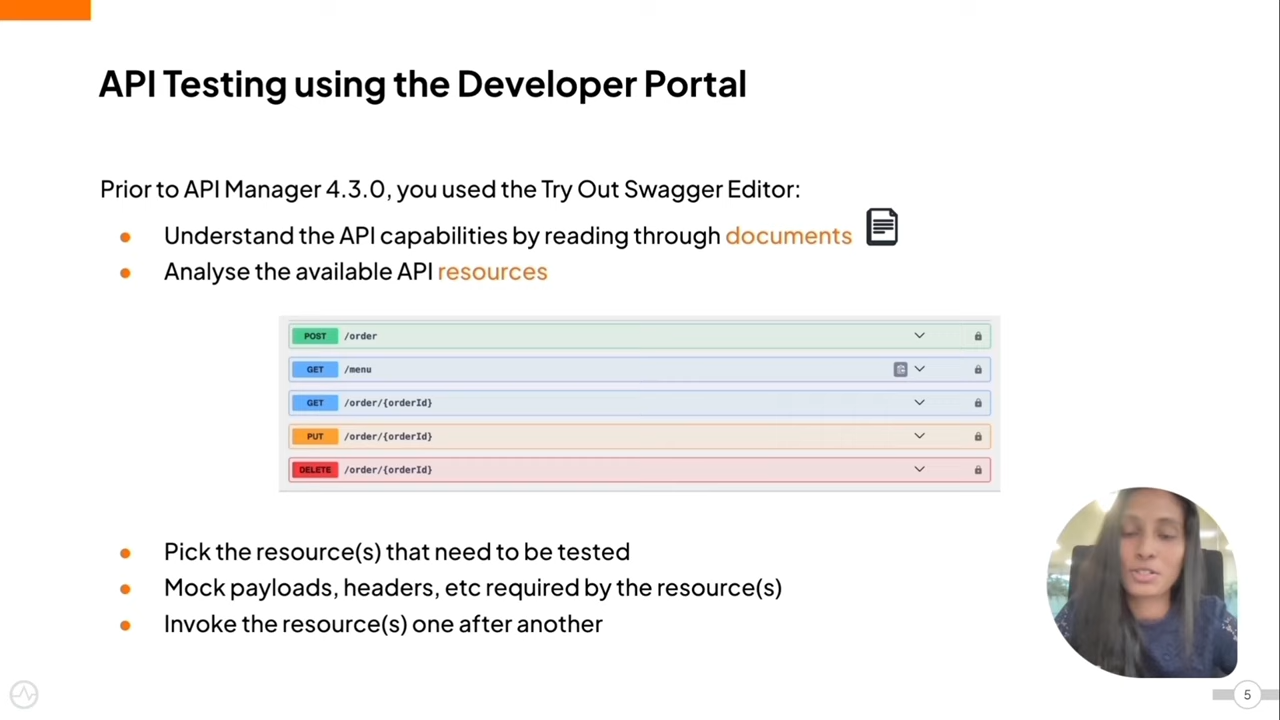 API Testing using the Developer Portal
Prior to API Manager 4.3.0, you used the Try Out Swagger Editor:
● Understand the API capabilities by reading through documents
● Analyse the available API resources
POST /order
GET /menu
GET /order/{orderId}
PUT /order/{orderId}
DELETE /order/{orderId}
● Pick the resource(s) that need to be tested
● Mock payloads, headers, etc required by the resource(s)
● Invoke the resource(s) one after another
5